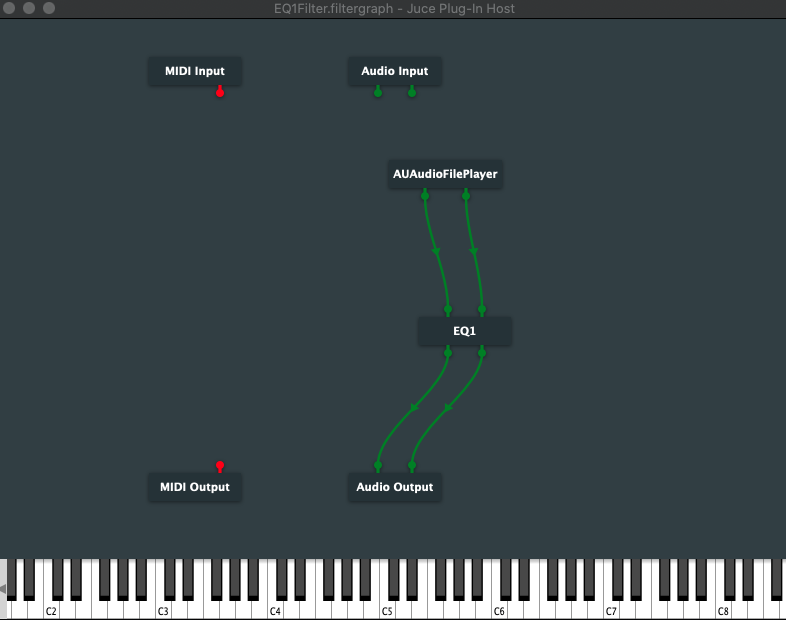 EQ1Filter.filtergraph - Juce Plug-In Host
MIDI Input
Audio Input
AUAudioFilePlayer
EQ1
MIDI Output
Audio Output
C2
C3
C4
C5
C6
C7
C8